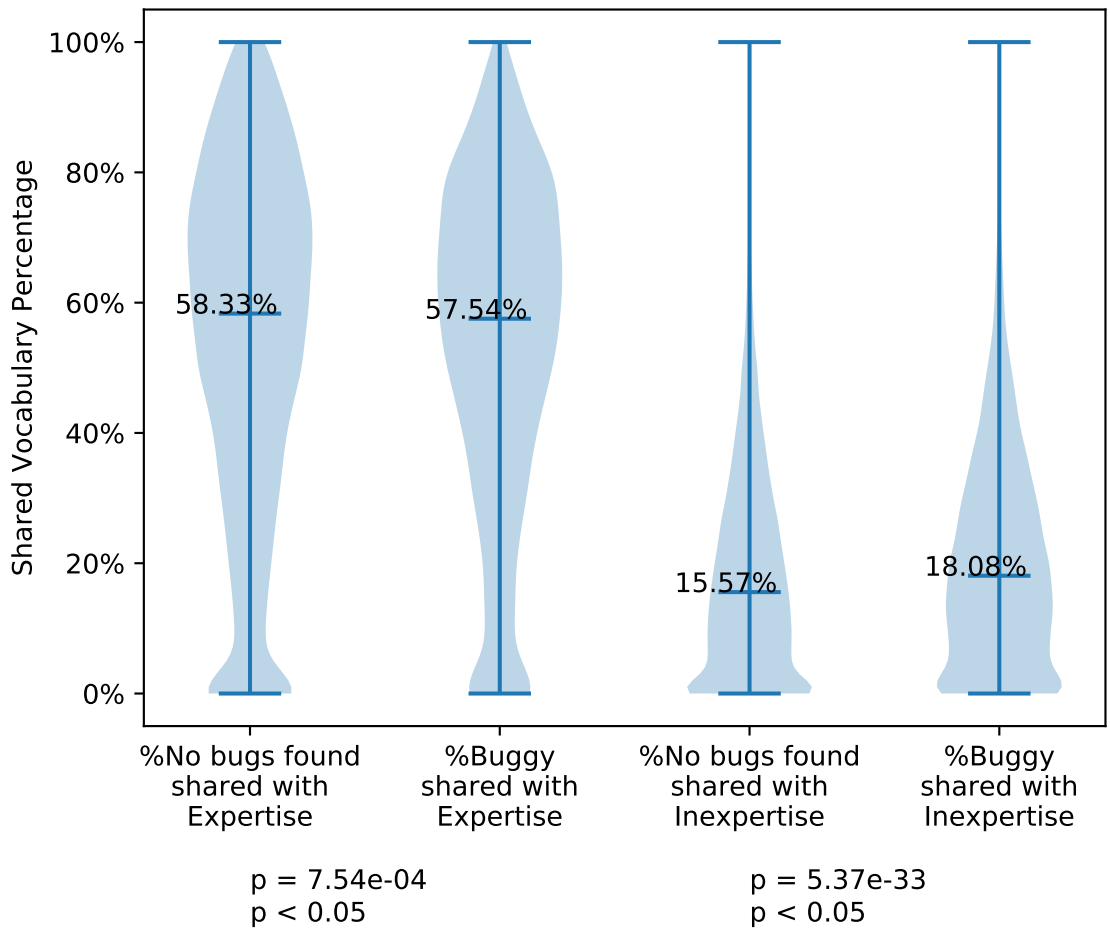 Shared Vocabulary Percentage
100%
80%
60%
40%
20%
0%
58.33%
57.54%
15.57%
18.08%
%No bugs found
shared with
Expertise
%Buggy
shared with
Expertise
%No bugs found
shared with
Inexpertise
%Buggy
shared with
Inexpertise
p = 7.54e-04
p < 0.05
p = 5.37e-33
p < 0.05